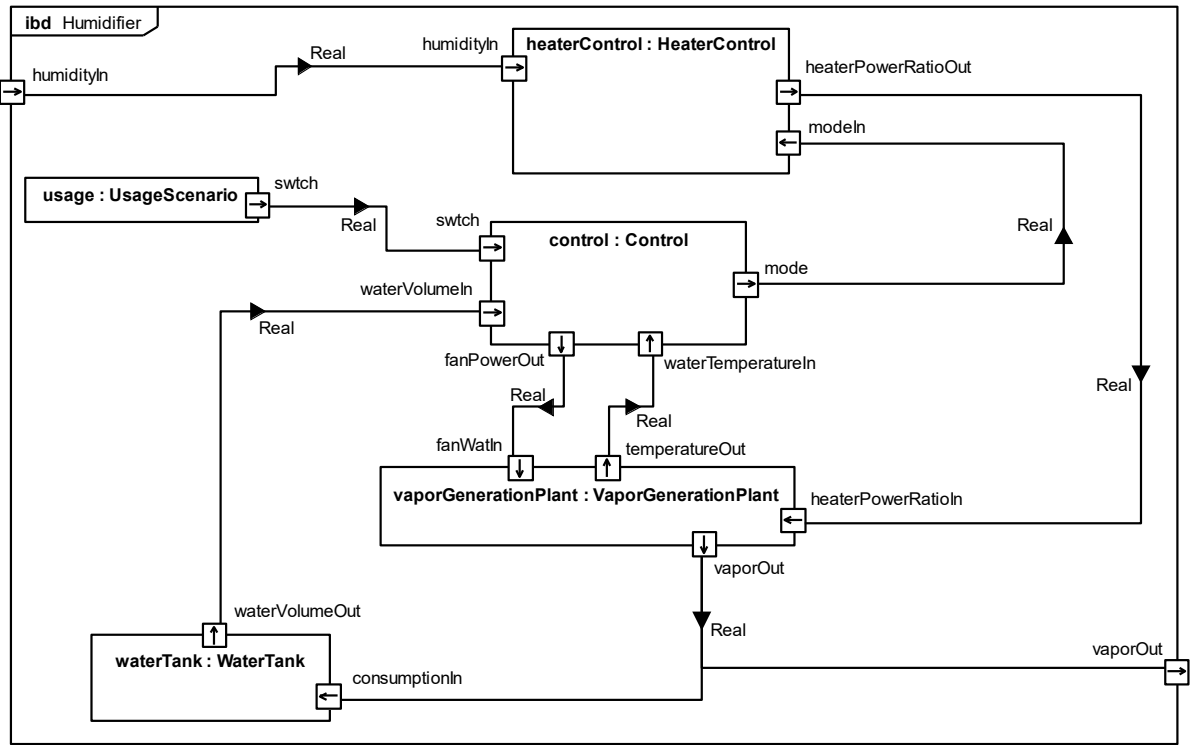 ibd Humidifier
humidityIn
Real
humidityIn
heaterControl : HeaterControl
heaterPowerRatioOut
modeIn
usage : UsageScenario
swtch
Real
swtch
control : Control
mode
Real
waterVolumeIn
Real
fanPowerOut
waterTemperatureIn
Real
Real
Real
fanWatIn
temperatureOut
vaporGenerationPlant : VaporGenerationPlant
heaterPowerRatioIn
vaporOut
waterVolumeOut
Real
waterTank : WaterTank
consumptionIn
vaporOut